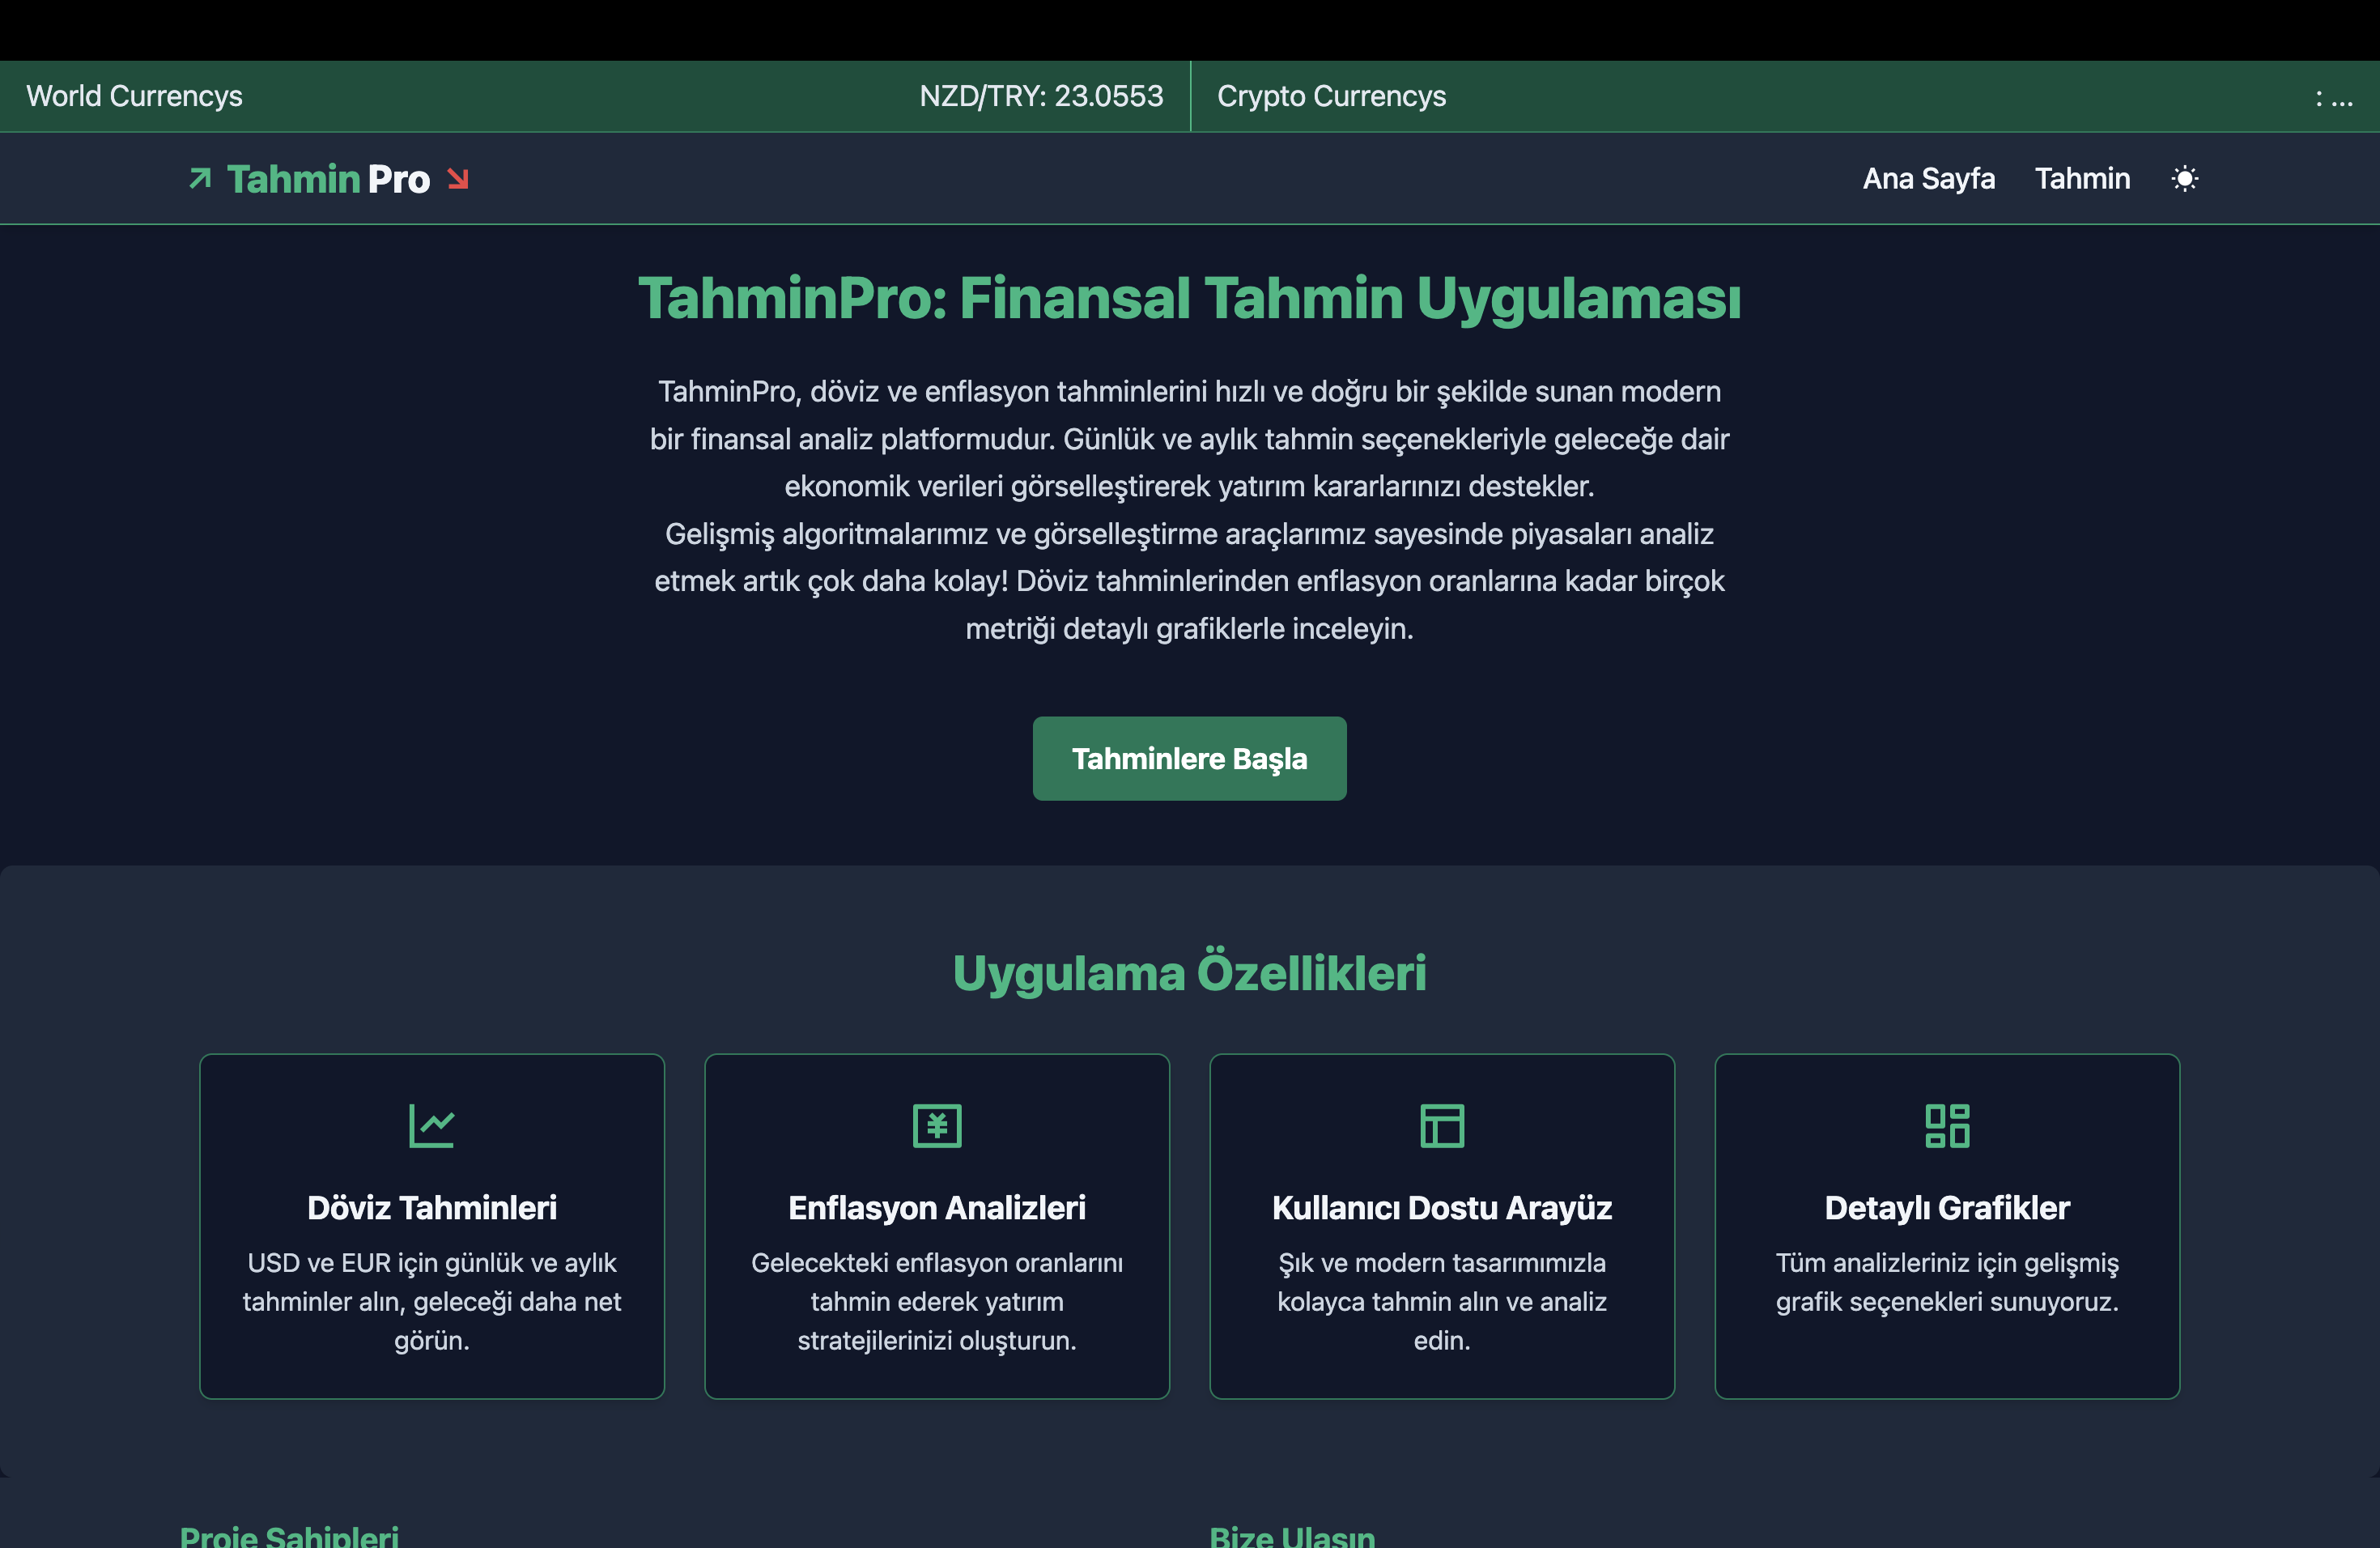 World Currencys
NZD/TRY: 23.0553
Crypto Currencys
: ...
Tahmin Pro
Ana Sayfa
Tahmin
TahminPro: Finansal Tahmin Uygulaması
TahminPro, döviz ve enflasyon tahminlerini hızlı ve doğru bir şekilde sunan modern
bir finansal analiz platformudur. Günlük ve aylık tahmin seçenekleriyle geleceğe dair
ekonomik verileri görselleştirerek yatırım kararlarınızı destekler.
Gelişmiş algoritmalarımız ve görselleştirme araçlarımız sayesinde piyasaları analiz
etmek artık çok daha kolay! Döviz tahminlerinden enflasyon oranlarına kadar birçok
metriği detaylı grafiklerle inceleyin.
Tahminlere Başla
Uygulama Özellikleri
Döviz Tahminleri
USD ve EUR için günlük ve aylık
tahminler alın, geleceği daha net
görün.
¥
Enflasyon Analizleri
Gelecekteki enflasyon oranlarını
tahmin ederek yatırım
stratejilerinizi oluşturun.
Kullanıcı Dostu Arayüz
Şık ve modern tasarımımızla
kolayca tahmin alın ve analiz
edin.
Detaylı Grafikler
Tüm analizleriniz için gelişmiş
grafik seçenekleri sunuyoruz.
Proje Sahipleri
Bize Ulaşın